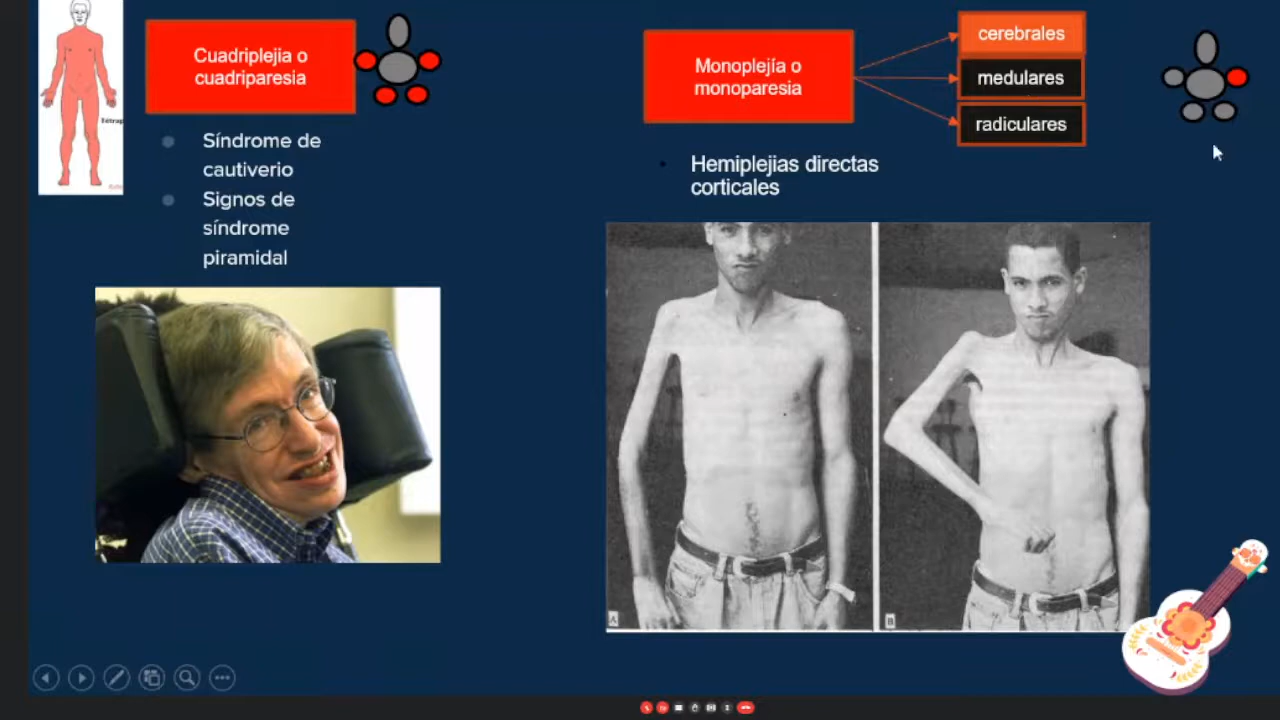 Cuadriplejia o
cuadriparesia
Síndrome de
cautiverio
Signos de
síndrome
piramidal
Monoplejía o
monoparesia
cerebrales
medulares
radiculares
Hemiplejias directas
corticales
A
B